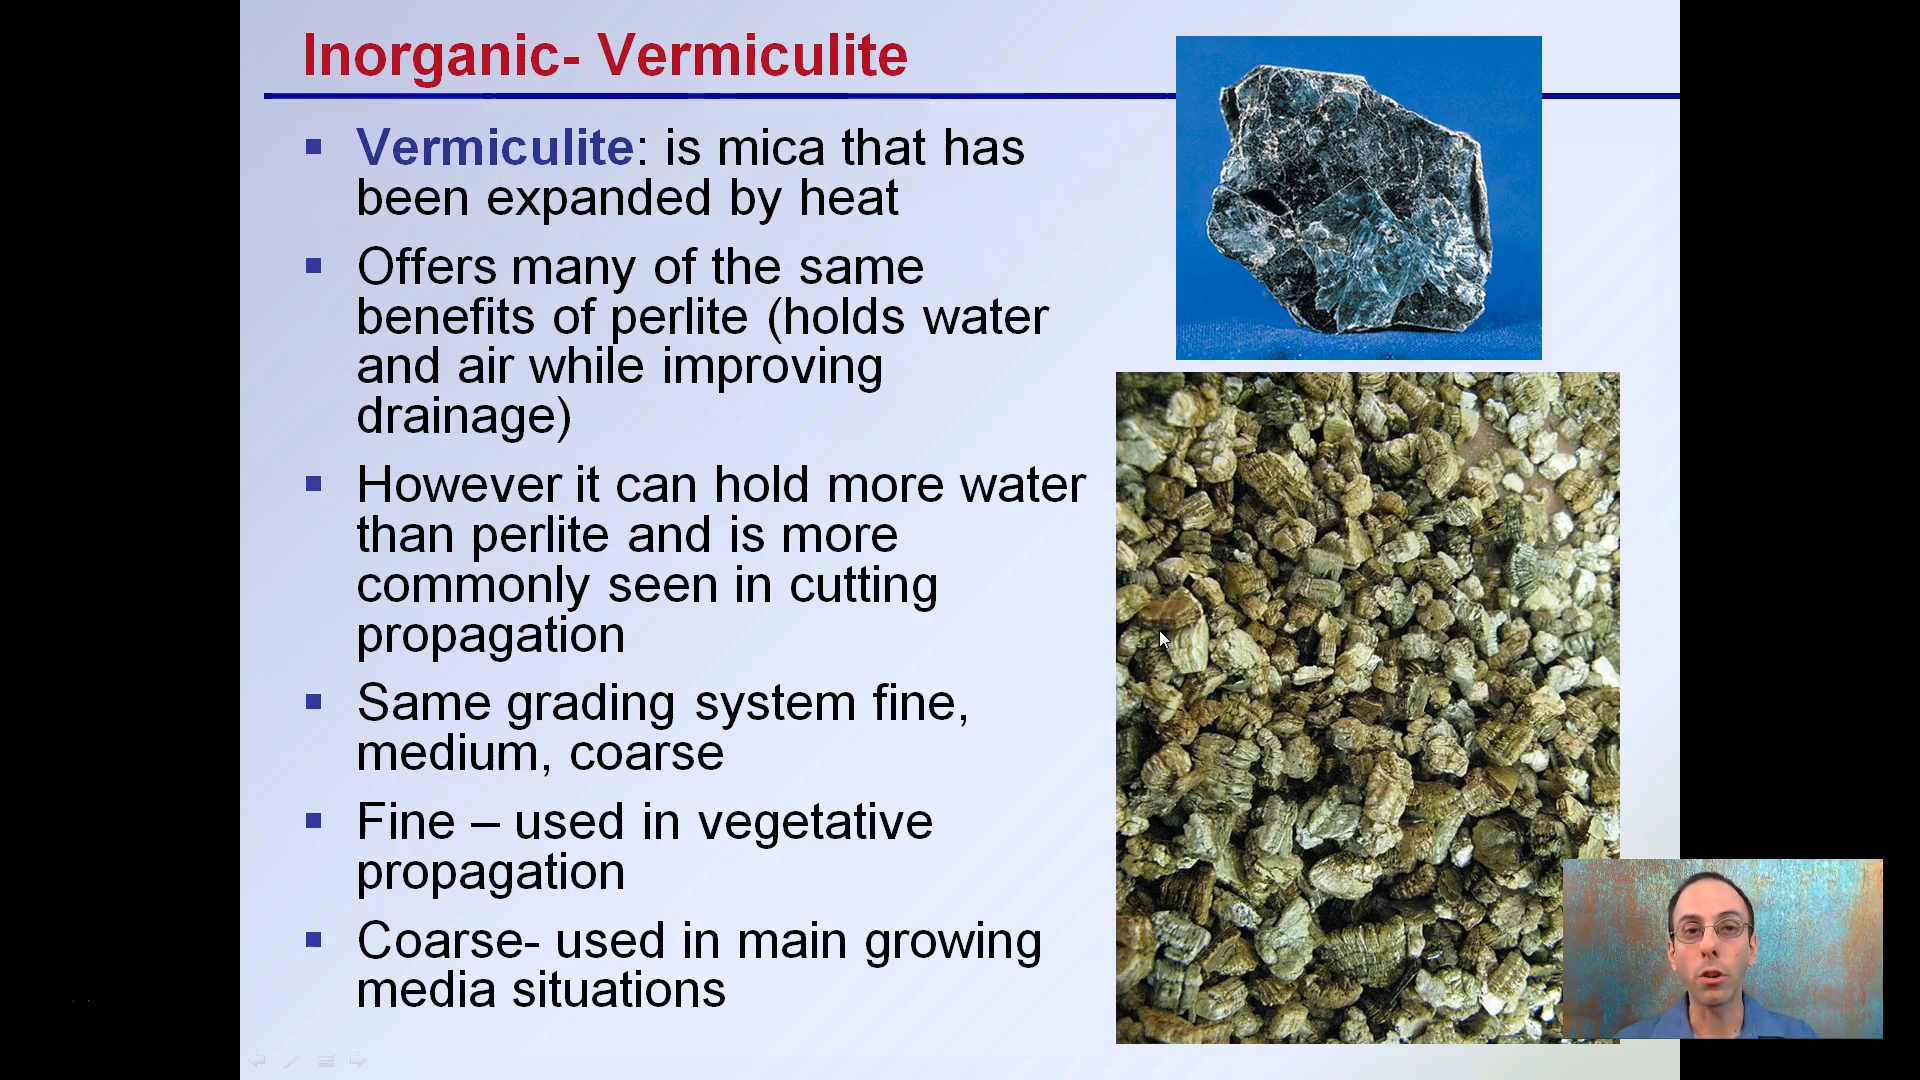 Inorganic- Vermiculite
Vermiculite: is mica that has
been expanded by heat
Offers many of the same
benefits of perlite (holds water
and air while improving
drainage)
However it can hold more water
than perlite and is more
commonly seen in cutting
propagation
Same grading system fine,
medium, coarse
Fine – used in vegetative
propagation
Coarse- used in main growing
media situations